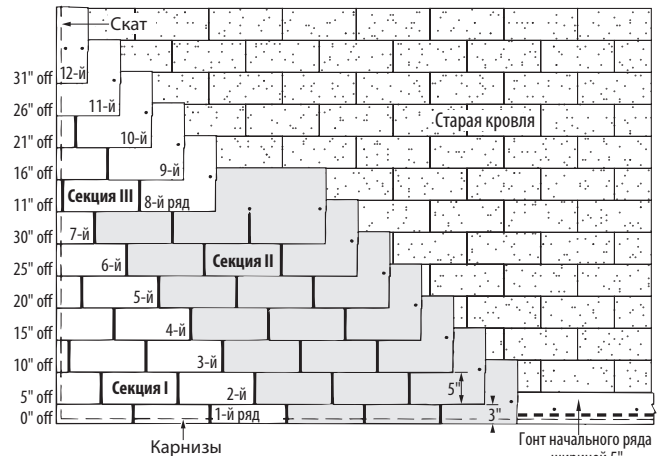 Скат
12-й
31" off
11-й
26" off
10-й
Старая кровля
21" off
9-й
16" off
Секция III
8-й ряд
11" off
7-й
30" off
6-й
Секция II
25" off
5-й
20" off
4-й
15" off
3-й
10" off
Секция I
2-й
5"
5" off
1-й ряд
3"
0" off
Карнизы
Гонт начального ряда
шириной 5"